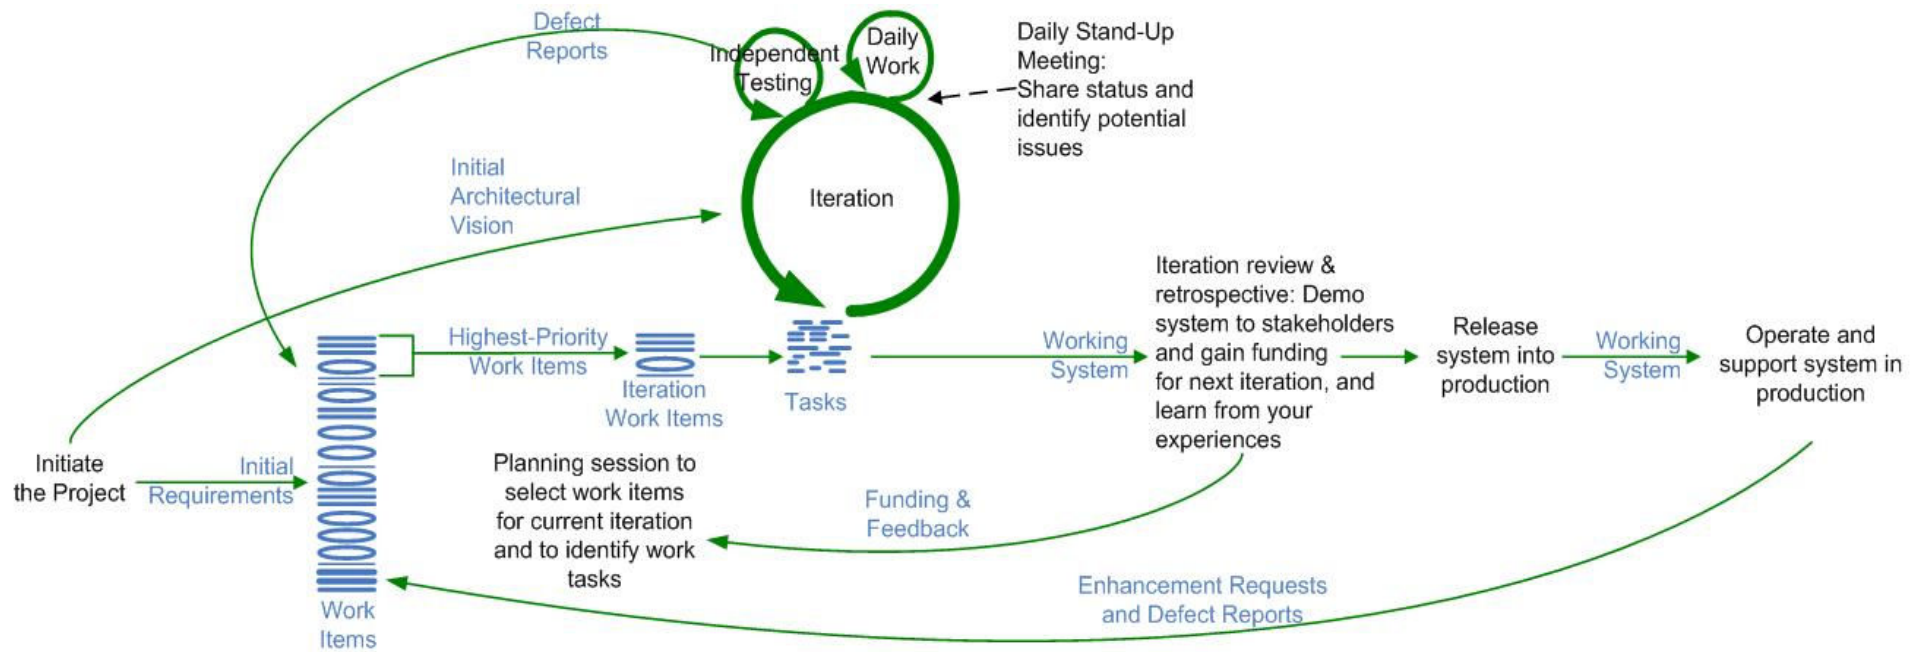 Defect
Reports
Independent
Testing
Daily
Work
Daily Stand-Up
Meeting:
Share status and
identify potential
issues
Initial
Architectural
Vision
Iteration
Iteration review &
retrospective: Demo
system to stakeholders
and gain funding
for next iteration, and
learn from your
experiences
Highest-Priority
Work Items
Iteration
Work Items
Tasks
Working
System
Release
system into
production
Working
System
Operate and
support system in
production
Initiate
the Project
Initial
Requirements
Planning session to
select work items
for current iteration
and to identify work
tasks
Funding &
Feedback
Enhancement Requests
and Defect Reports
Work
Items